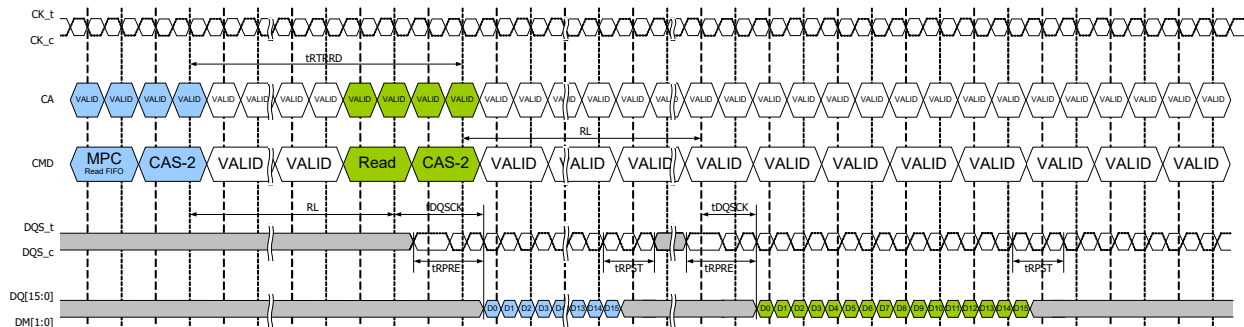 CK_t
CK_c
tRTRRD
CA VALID VALID VALID VALID VALID VALID VALID VALID VALID VALID VALID VALID VALID VALID VALID VALID VALID VALID VALID VALID VALID VALID VALID VALID VALID VALID VALID VALID VALID VALID VALID VALID VALID VALID
RL
CMD MPC CAS-2 VALID VALID Read CAS-2 VALID VALID VALID VALID VALID VALID VALID VALID VALID VALID VALID
Read FIFO
RL tDQSCK tDQSCK
DQS_t
DQS_c
tRPRE tRPST tRPRE tRPST
DQ[15:0]
D0 D1 D2 D3 D4 D13 D14 D15 D0 D1 D2 D3 D4 D5 D6 D7 D8 D9 D10 D11 D12 D13 D14 D15
DM[1:0]